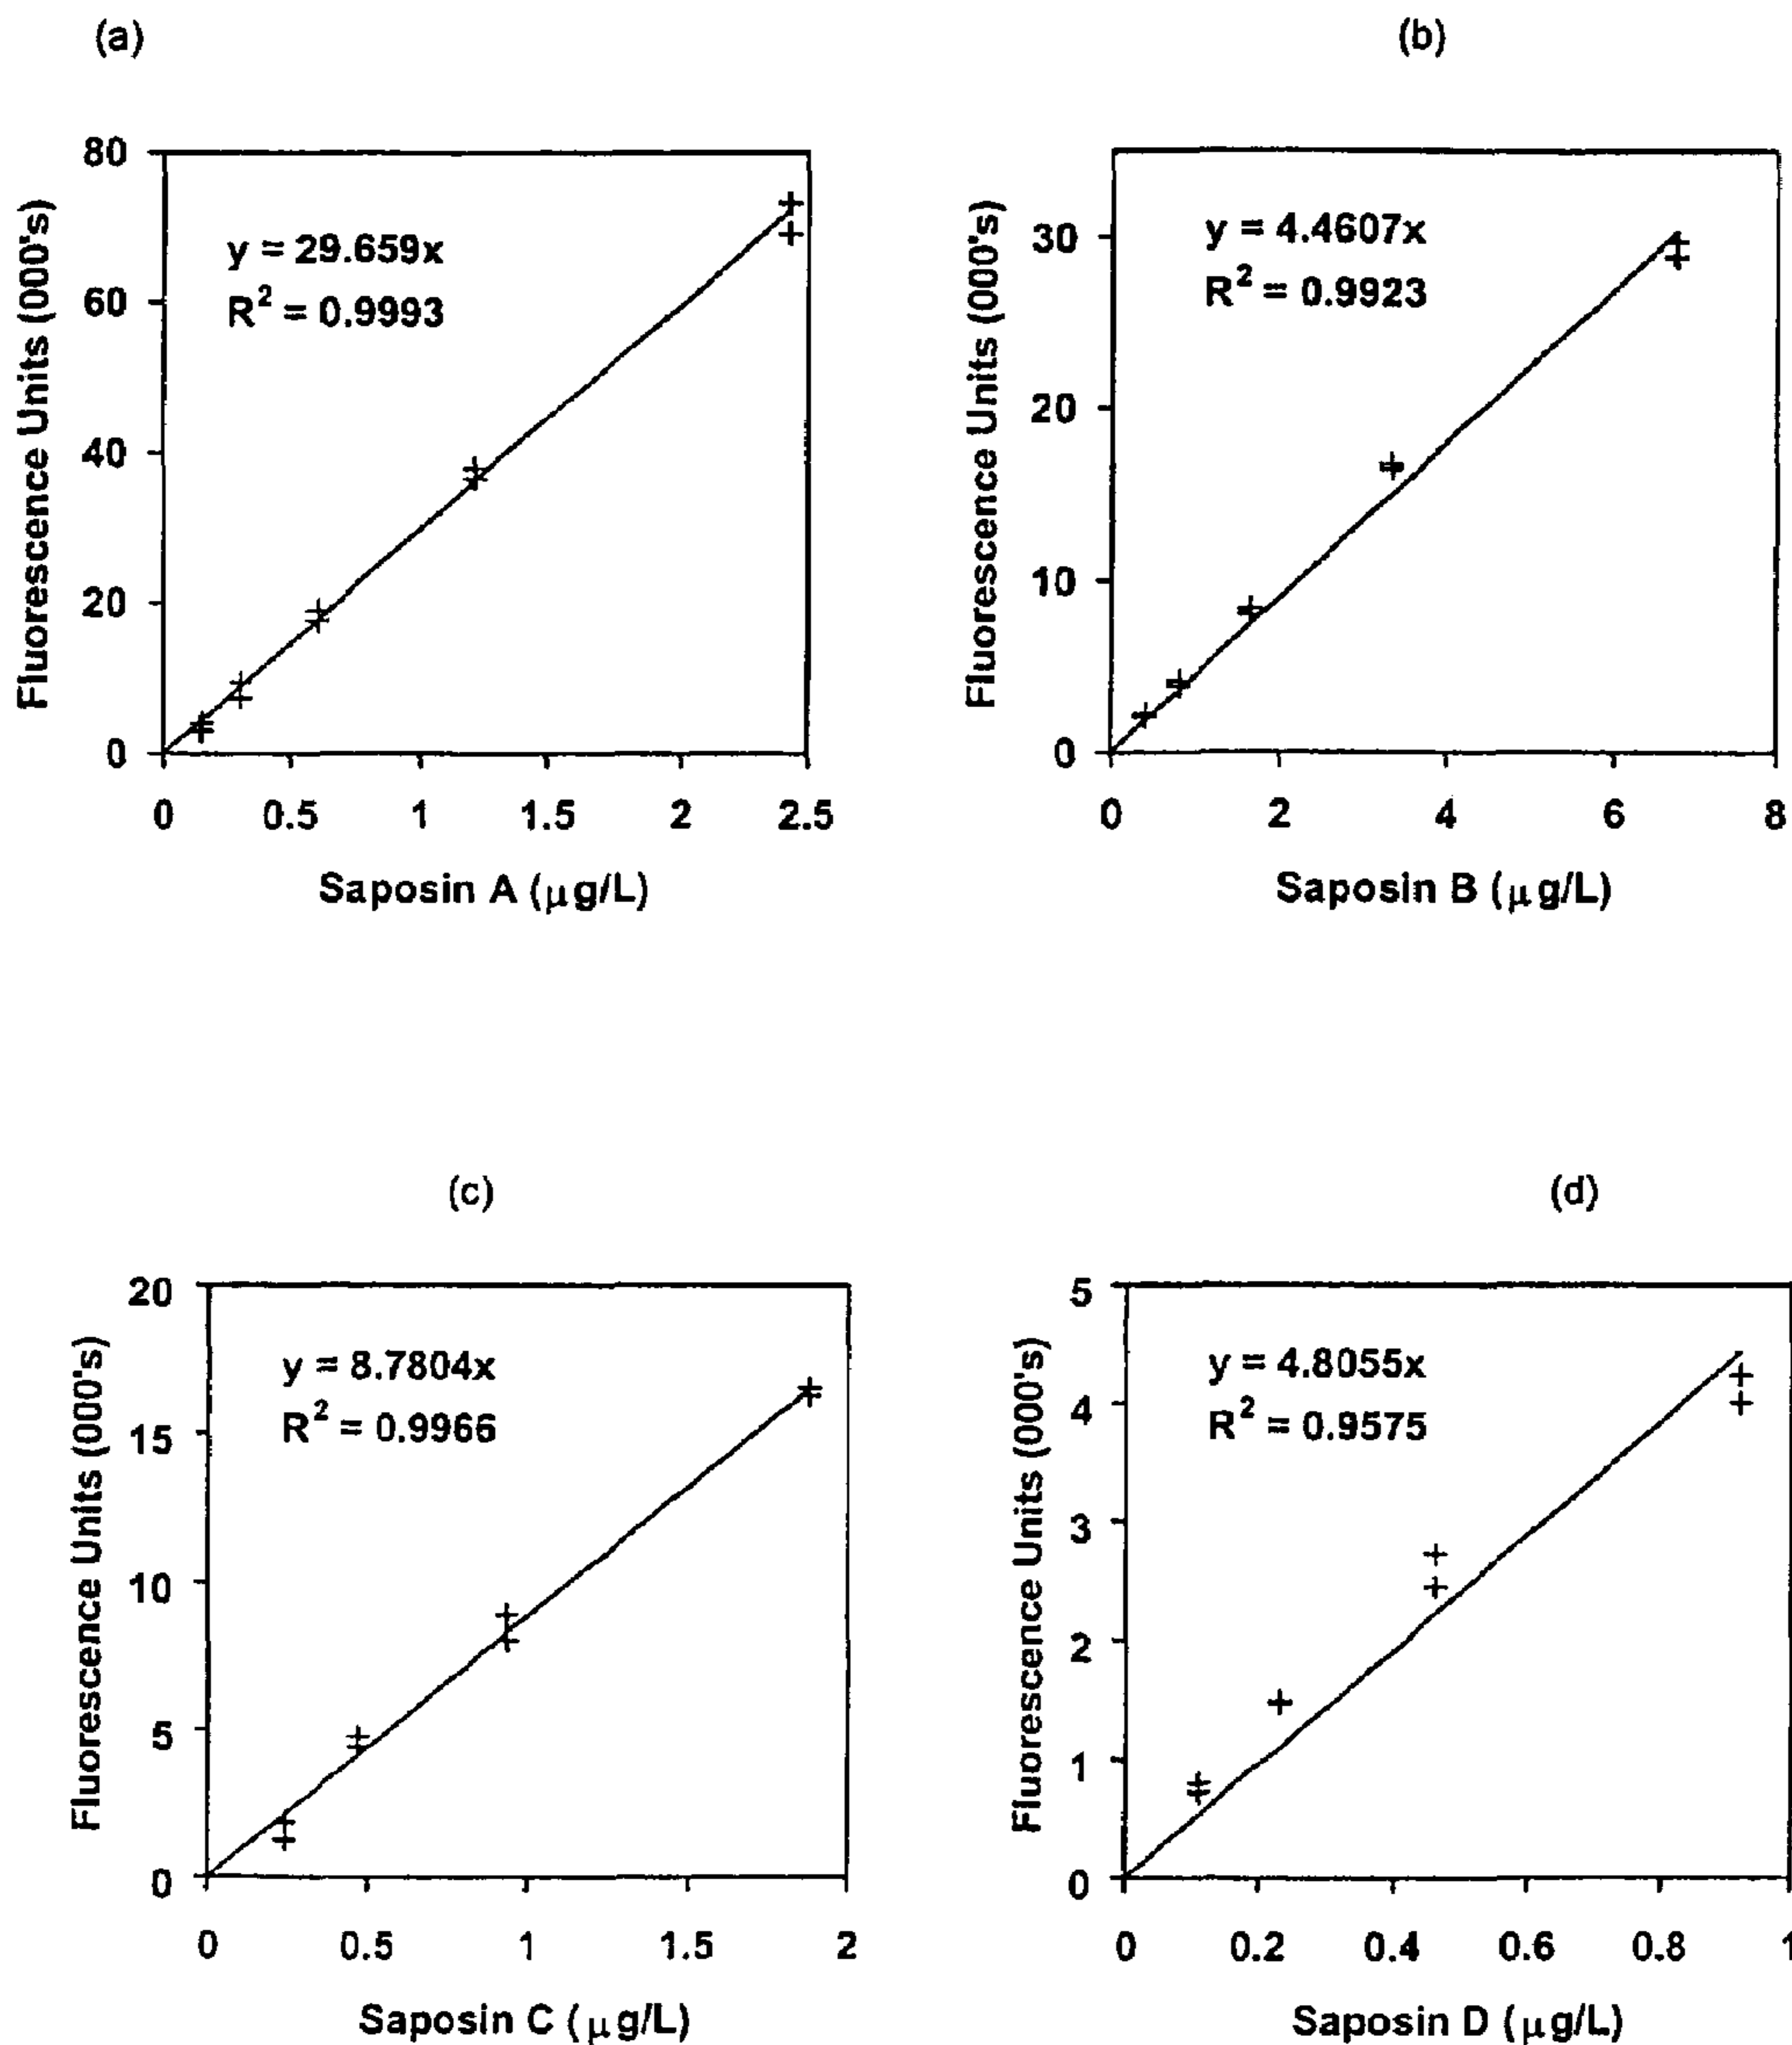 (a)
80
60
40
20
0
Fluorescence Units (000's)
y = 29.659x
R² = 0.9993
0 0.5 1 1.5 2 2.5
Saposin A (μg/L)
(b)
30
20
10
0
Fluorescence Units (000's)
y = 4.4607x
R² = 0.9923
0 2 4 6 8
Saposin B (μg/L)
(c)
20
15
10
5
0
Fluorescence Units (000's)
y = 8.7804x
R² = 0.9966
0 0.5 1 1.5 2
Saposin C (μg/L)
(d)
5
4
3
2
1
0
Fluorescence Units (000's)
y = 4.8055x
R² = 0.9575
0 0.2 0.4 0.6 0.8 1
Saposin D (μg/L)